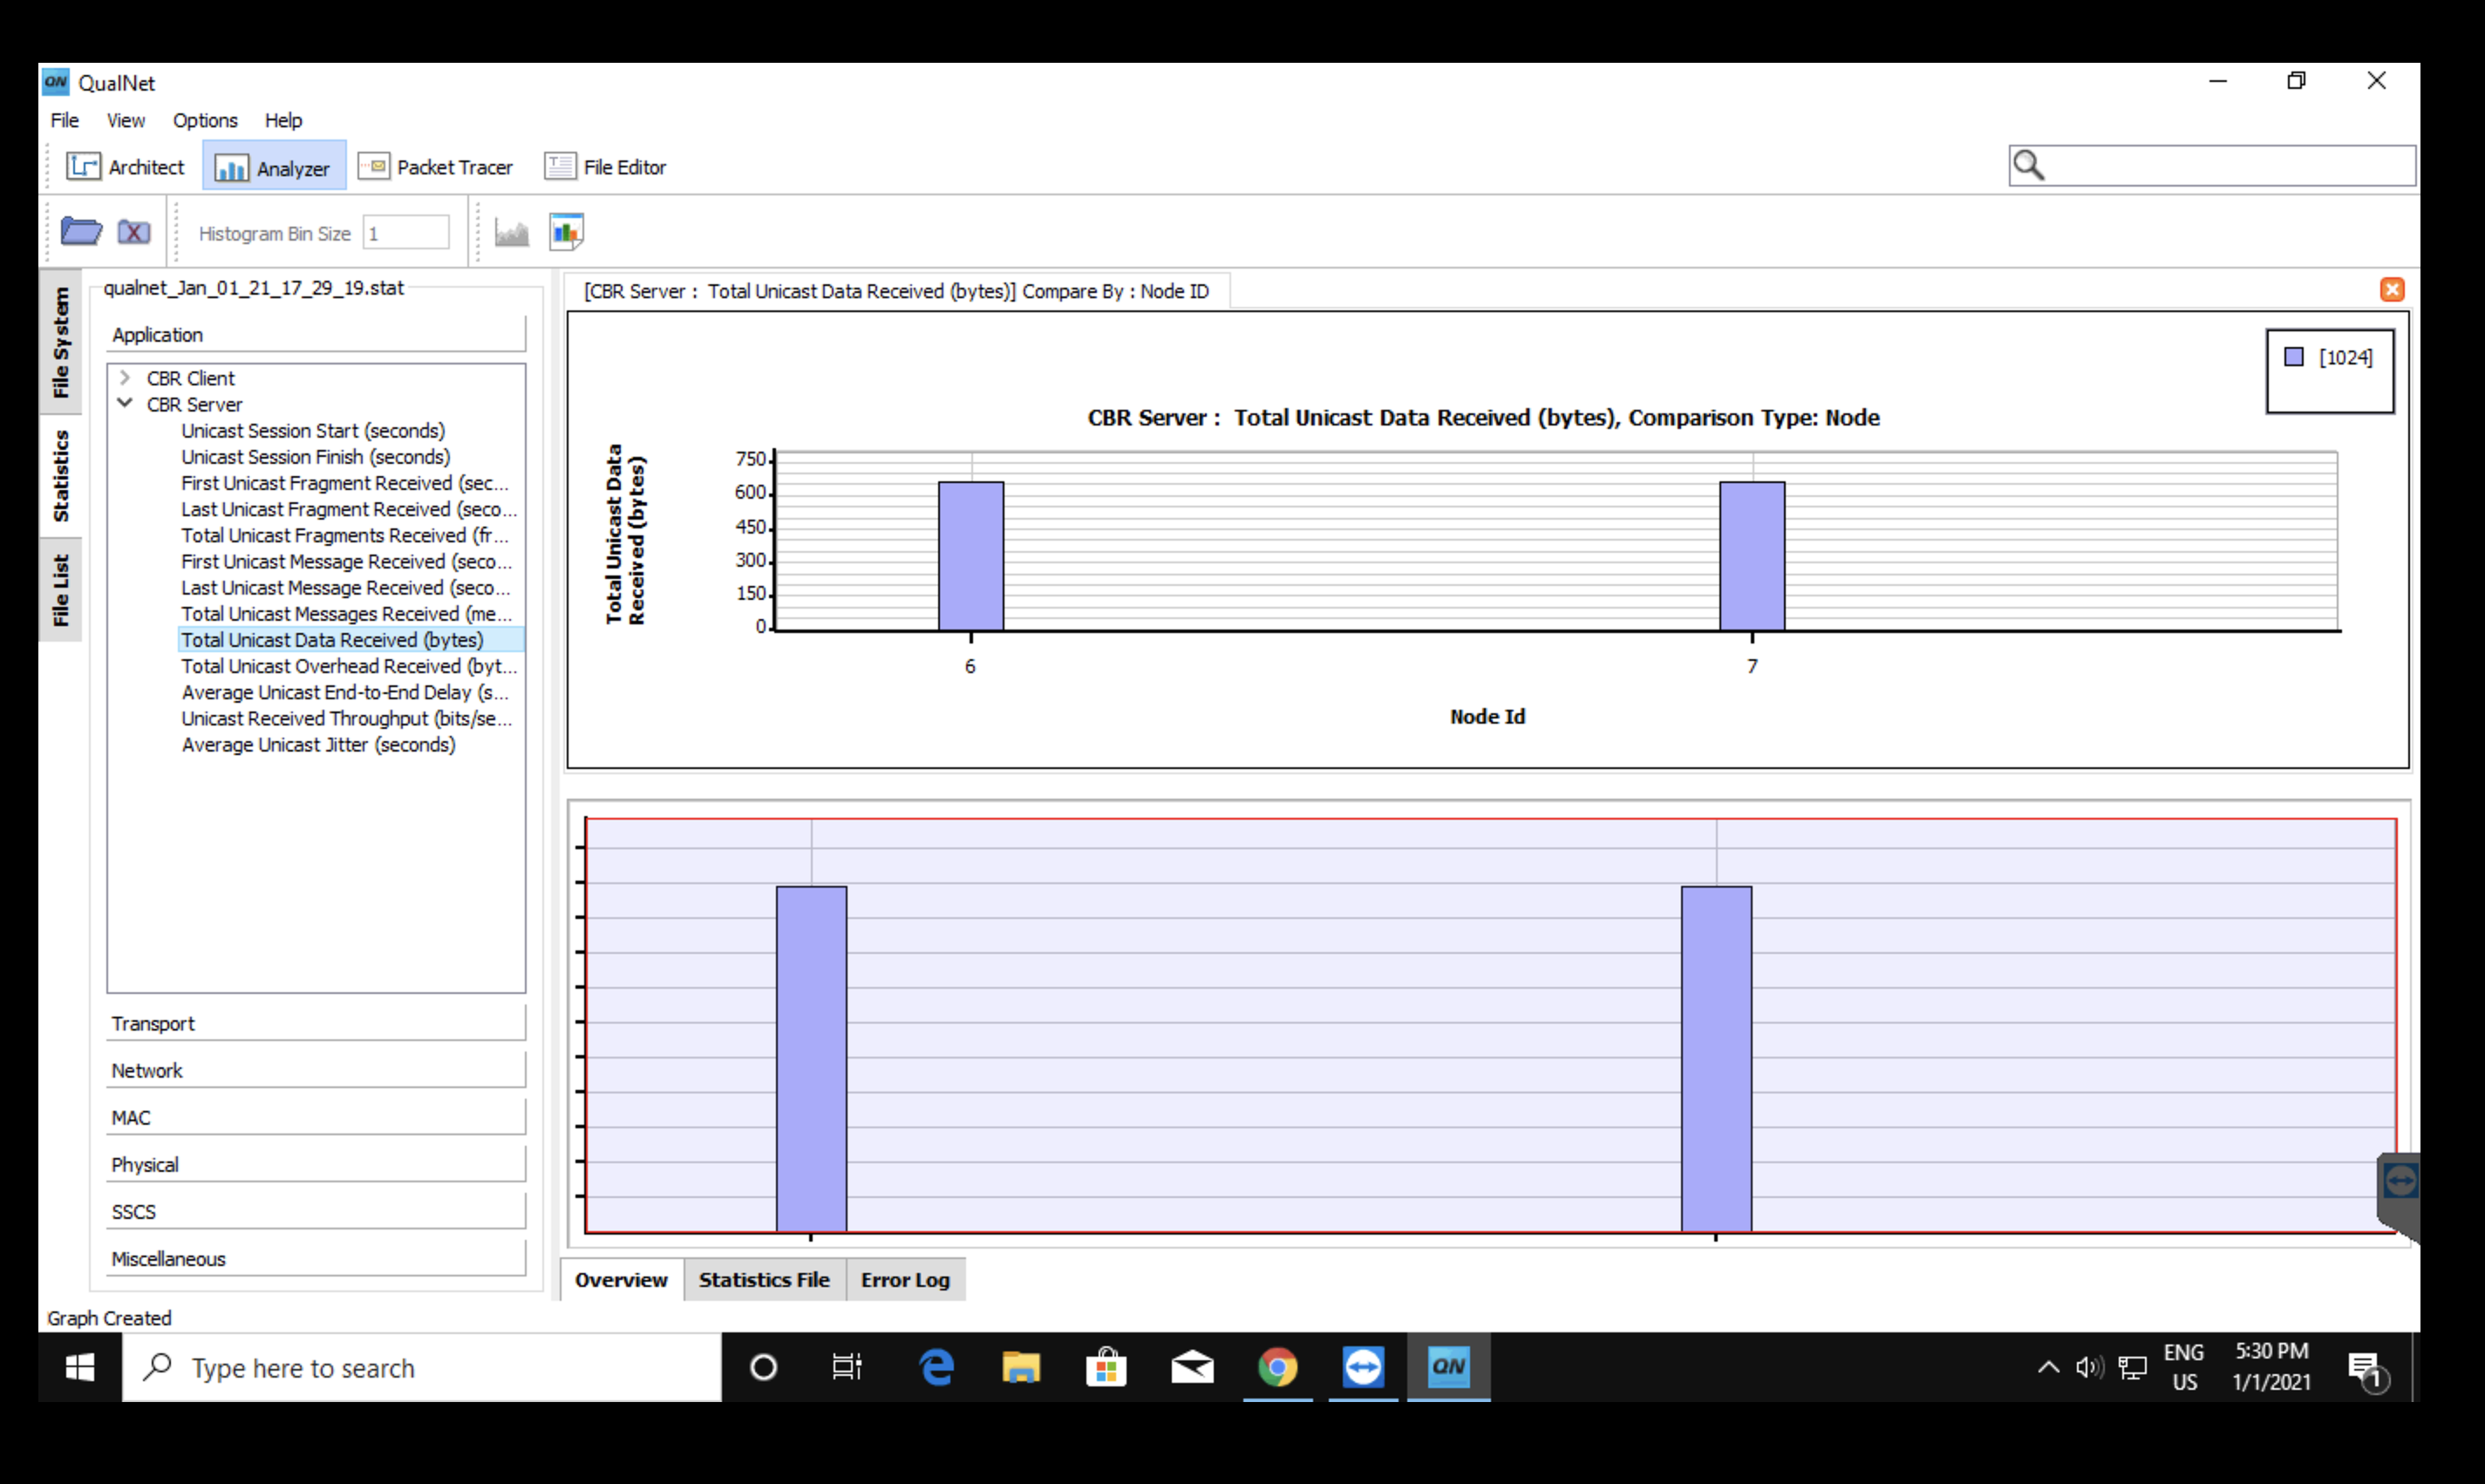 QN QualNet
File View Options Help
Architect Analyzer Packet Tracer File Editor
Histogram Bin Size 1
File System
Statistics
File List
qualnet_Jan_01_21_17_29_19.stat
Application
CBR Client
CBR Server
Unicast Session Start (seconds)
Unicast Session Finish (seconds)
First Unicast Fragment Received (sec...
Last Unicast Fragment Received (seco...
Total Unicast Fragments Received (fr...
First Unicast Message Received (seco...
Last Unicast Message Received (seco...
Total Unicast Messages Received (me...
Total Unicast Data Received (bytes)
Total Unicast Overhead Received (byt...
Average Unicast End-to-End Delay (s...
Unicast Received Throughput (bits/se...
Average Unicast Jitter (seconds)
Transport
Network
MAC
Physical
SSCS
Miscellaneous
[CBR Server : Total Unicast Data Received (bytes)] Compare By : Node ID
[1024]
CBR Server : Total Unicast Data Received (bytes), Comparison Type: Node
Total Unicast Data
Received (bytes)
750
600
450
300
150
0
6 7
Node Id
Overview Statistics File Error Log
Graph Created
Type here to search
QN
ENG
US
5:30 PM
1/1/2021
1